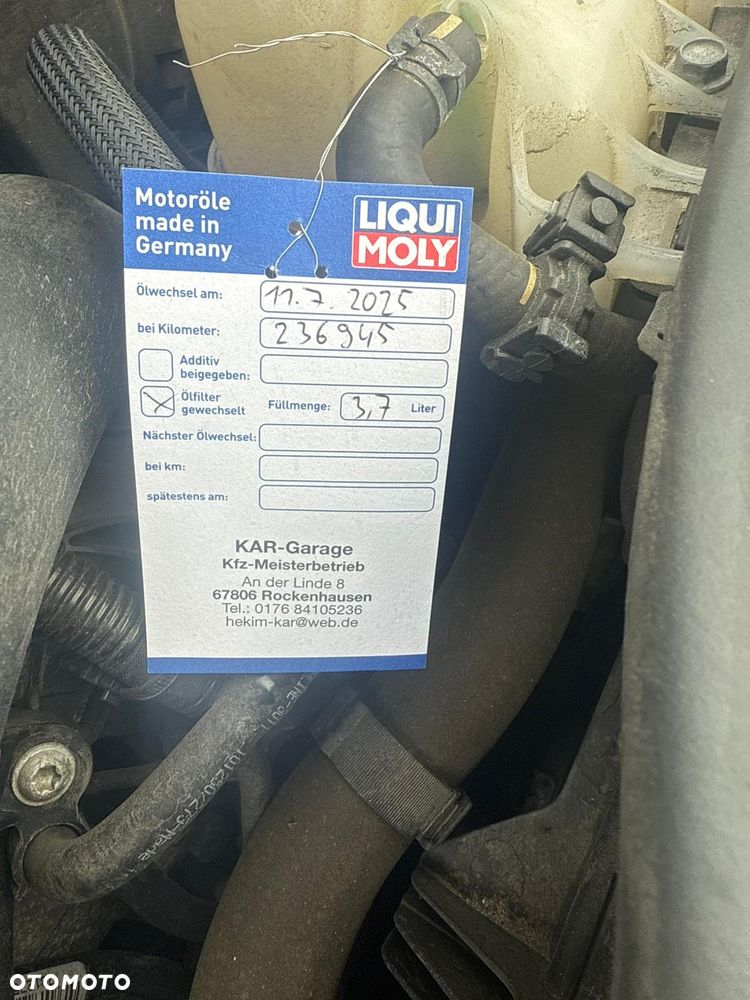 Motoröle
made in
Germany
LIQUI
MOLY
Ölwechsel am: 11.7.2025
bei Kilometer: 236945
Additiv
beigegeben:
Ölfilter
gewechselt
Füllmenge: 3,7 Liter
Nächster Ölwechsel:
bei km:
spätestens am:
KAR-Garage
Kfz-Meisterbetrieb
An der Linde 8
67806 Rockenhausen
Tel.: 0176 84105236
hekim-kar@web.de
OTOMOTO